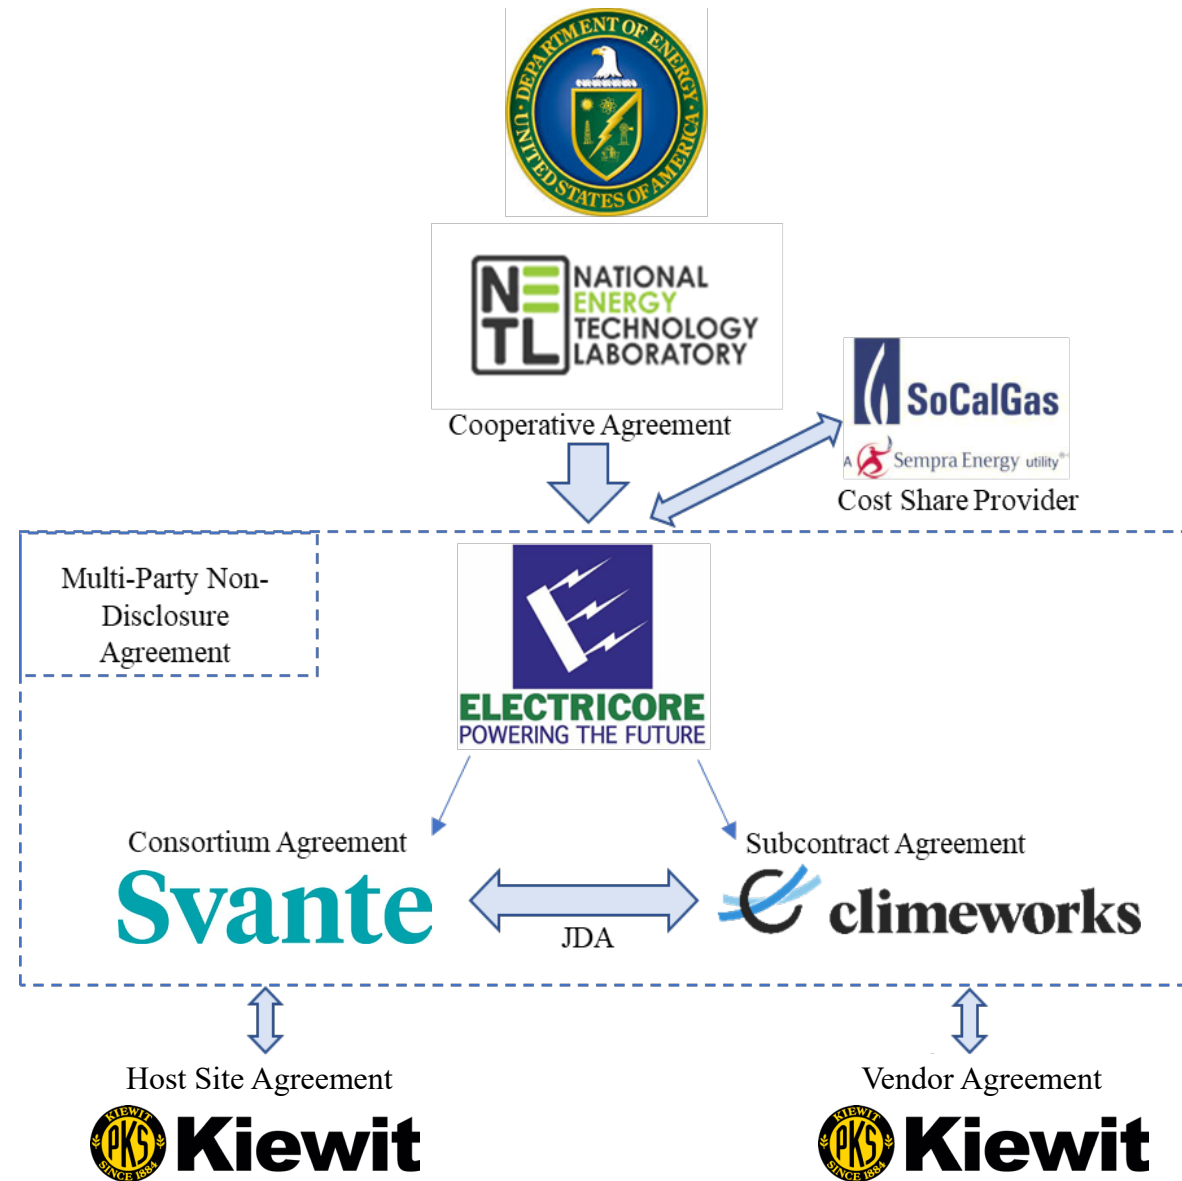 DEPARTMENT OF ENERGY
UNITED STATES OF AMERICA
NETL
NATIONAL
ENERGY
TECHNOLOGY
LABORATORY
Cooperative Agreement
SoCalGas
A Sempra Energy utility
Cost Share Provider
Multi-Party Non-
Disclosure
Agreement
ELECTRICORE
POWERING THE FUTURE
Consortium Agreement
Svante
JDA
Subcontract Agreement
climeworks
Host Site Agreement
KIEWIT
PKS
SINCE 1884
Kiewit
Vendor Agreement
KIEWIT
PKS
SINCE 1884
Kiewit